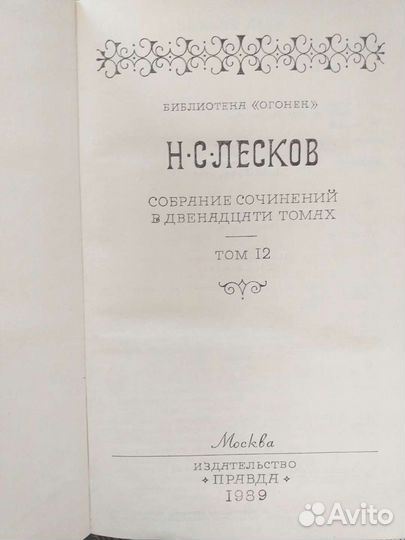 БИБЛИОТЕКА «ОГОНЕК»
Н·С·ЛЕСКОВ
СОБРАНИЕ СОЧИНЕНИЙ
В ДВЕНАДЦАТИ ТОМАХ
ТОМ 12
Москва
ИЗДАТЕЛЬСТВО
ПРАВДА
1989
Avito